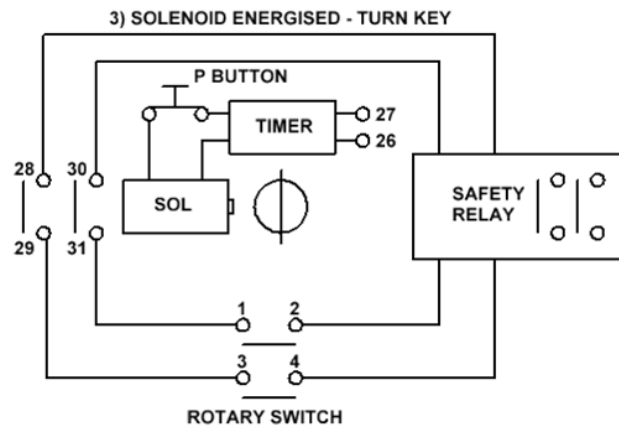 3) SOLENOID ENERGISED - TURN KEY
P BUTTON
TIMER
27
26
28
30
SOL
SAFETY
RELAY
29
31
1
2
3
4
ROTARY SWITCH